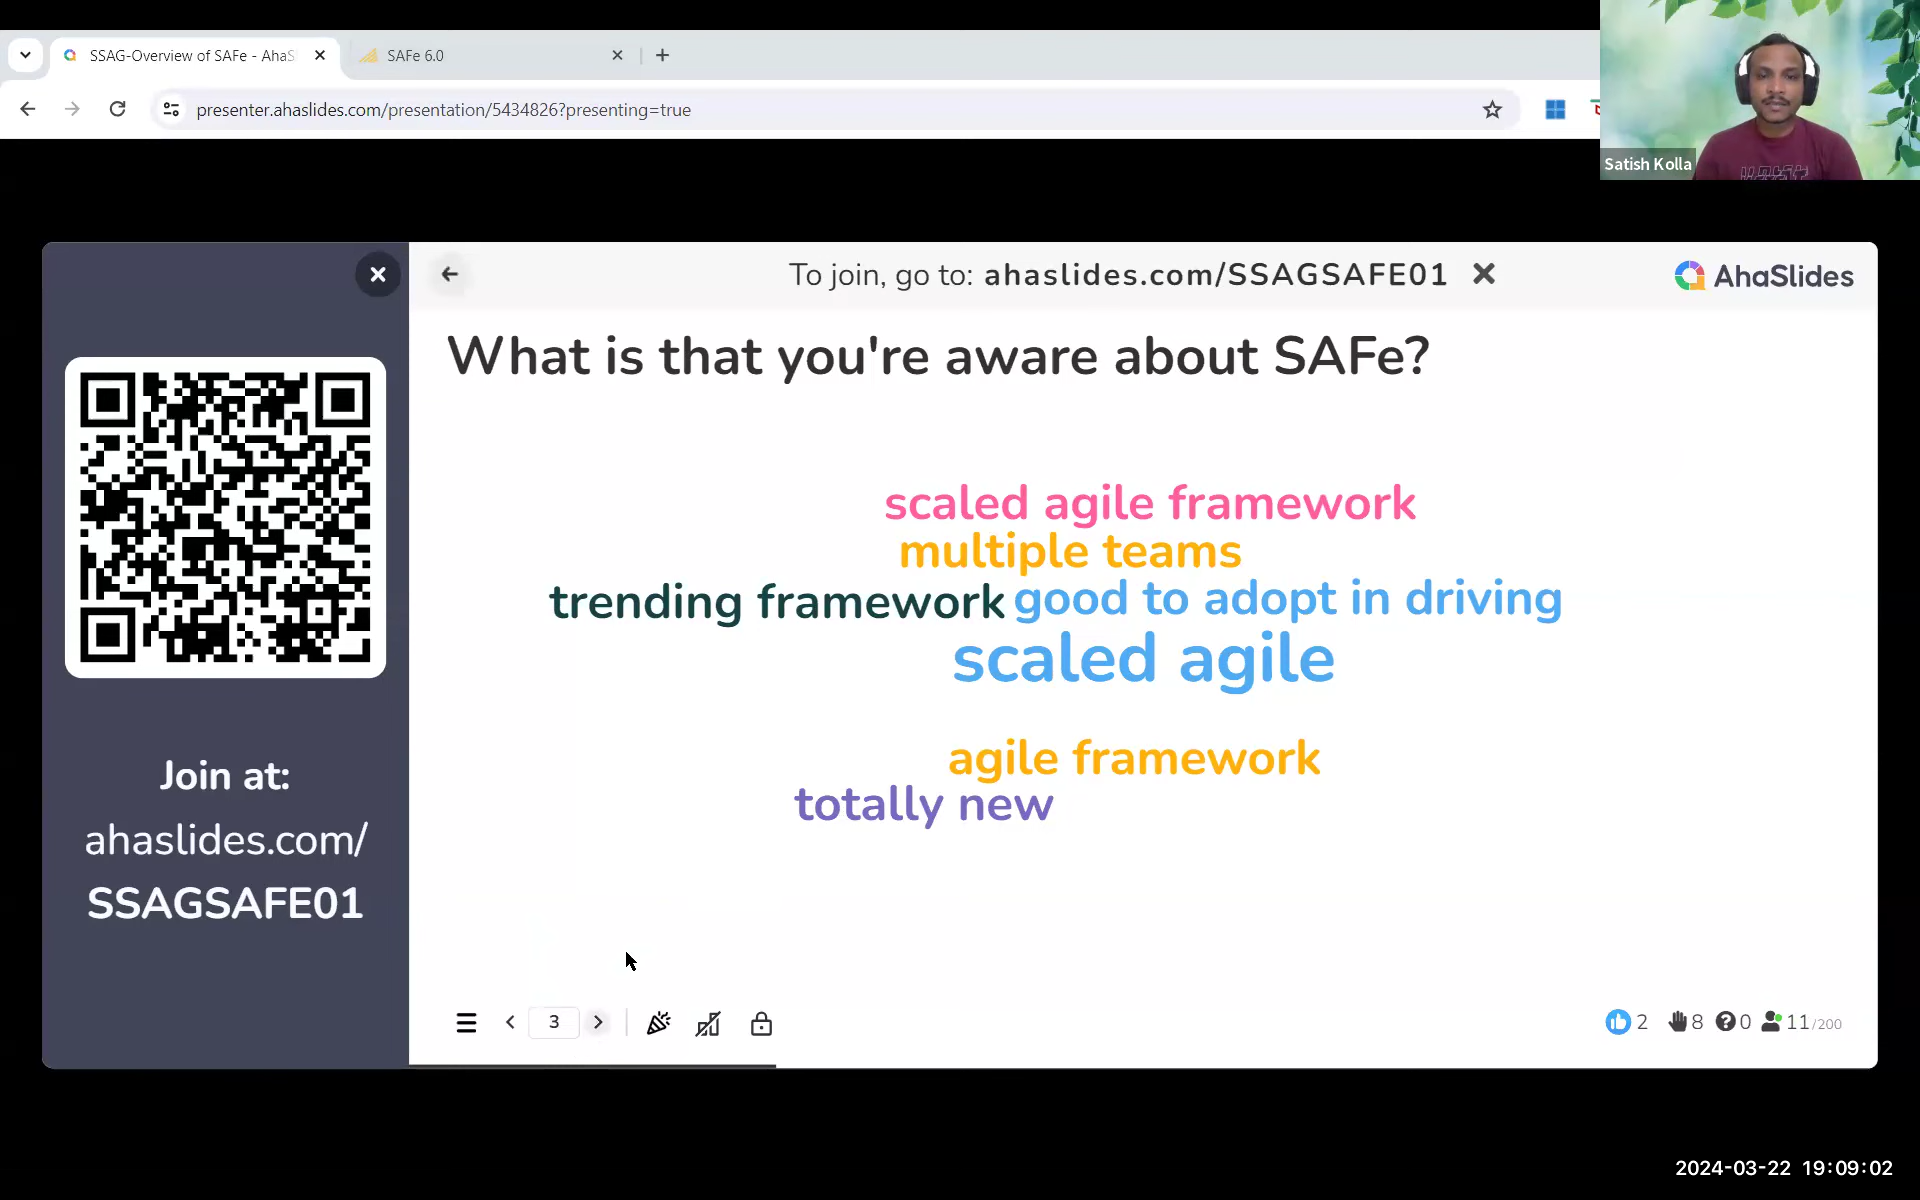 SSAG-Overview of SAFe - AhaS
SAFe 6.0
presenter.ahaslides.com/presentation/5434826?presenting=true
Satish Kolla
To join, go to: ahaslides.com/SSAGSAFE01
AhaSlides
What is that you're aware about SAFe?
scaled agile framework
multiple teams
trending framework good to adopt in driving
scaled agile
agile framework
totally new
Join at:
ahaslides.com/
SSAGSAFE01
3
2 8 0 11/200
2024-03-22 19:09:02